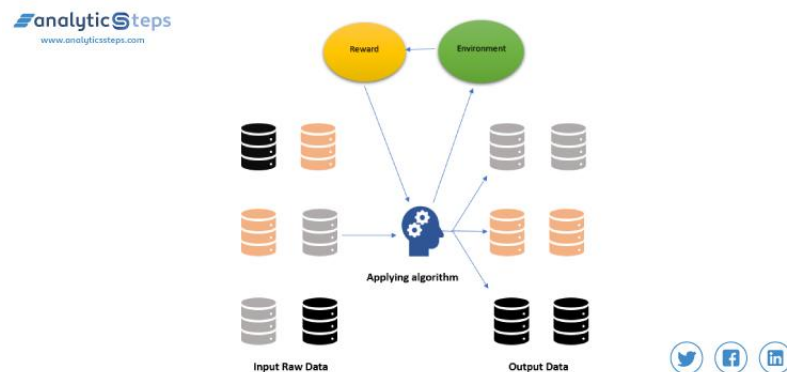 analyticSteps
www.analyticssteps.com
Reward
Environment
Applying algorithm
Input Raw Data
Output Data